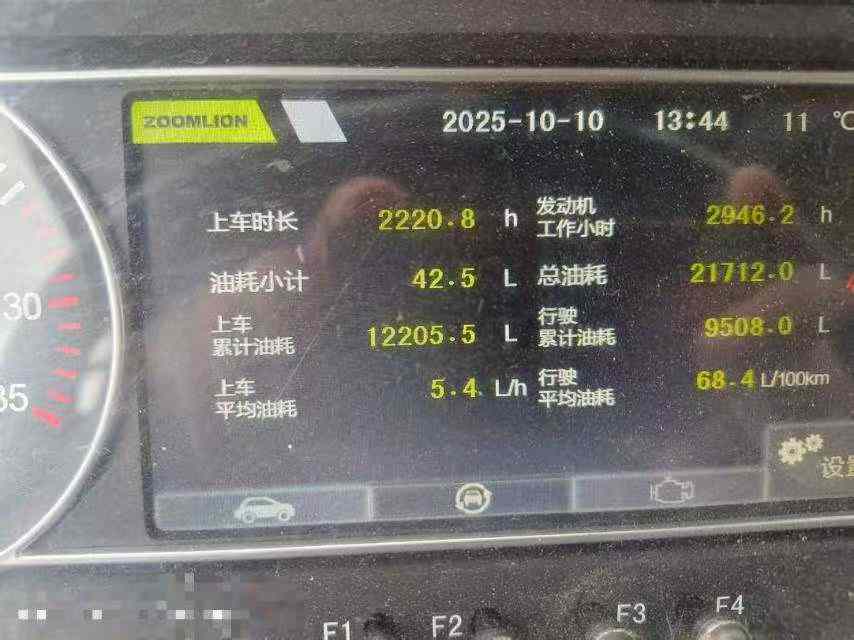 ZOOMLION 2025-10-10 13:44 11 ℃
上车时长 2220.8 h 发动机
工作小时 2946.2 h
油耗小计 42.5 L 总油耗 21712.0 L
上车
累计油耗 12205.5 L 行驶
累计油耗 9508.0 L
上车
平均油耗 5.4 L/h 行驶
平均油耗 68.4 L/100km
30
35
设置
F1 F2 F3 F4